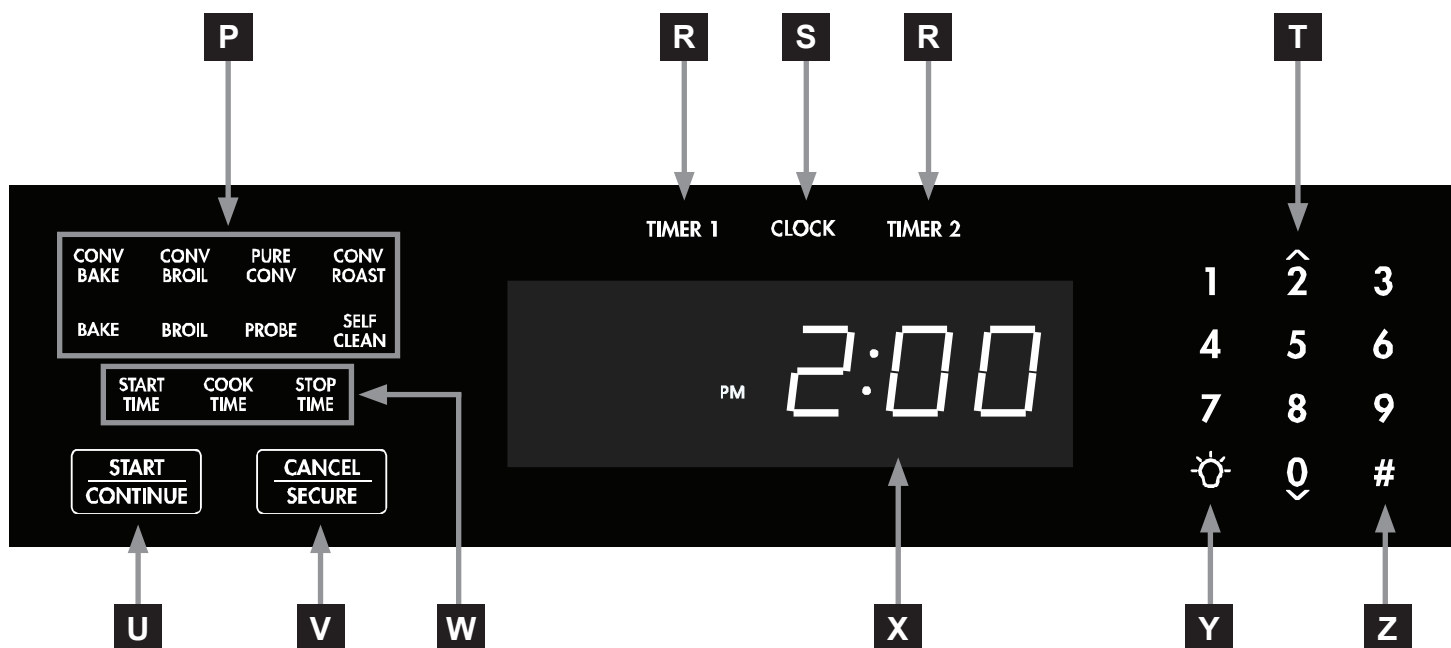 P
R
S
R
T
TIMER 1
CLOCK
TIMER 2
CONV
BAKE
CONV
BROIL
PURE
CONV
CONV
ROAST
BAKE
BROIL
PROBE
SELF
CLEAN
START
TIME
COOK
TIME
STOP
TIME
START
CONTINUE
CANCEL
SECURE
PM 2:00
1 2 3
4 5 6
7 8 9
0 #
U
V
W
X
Y
Z